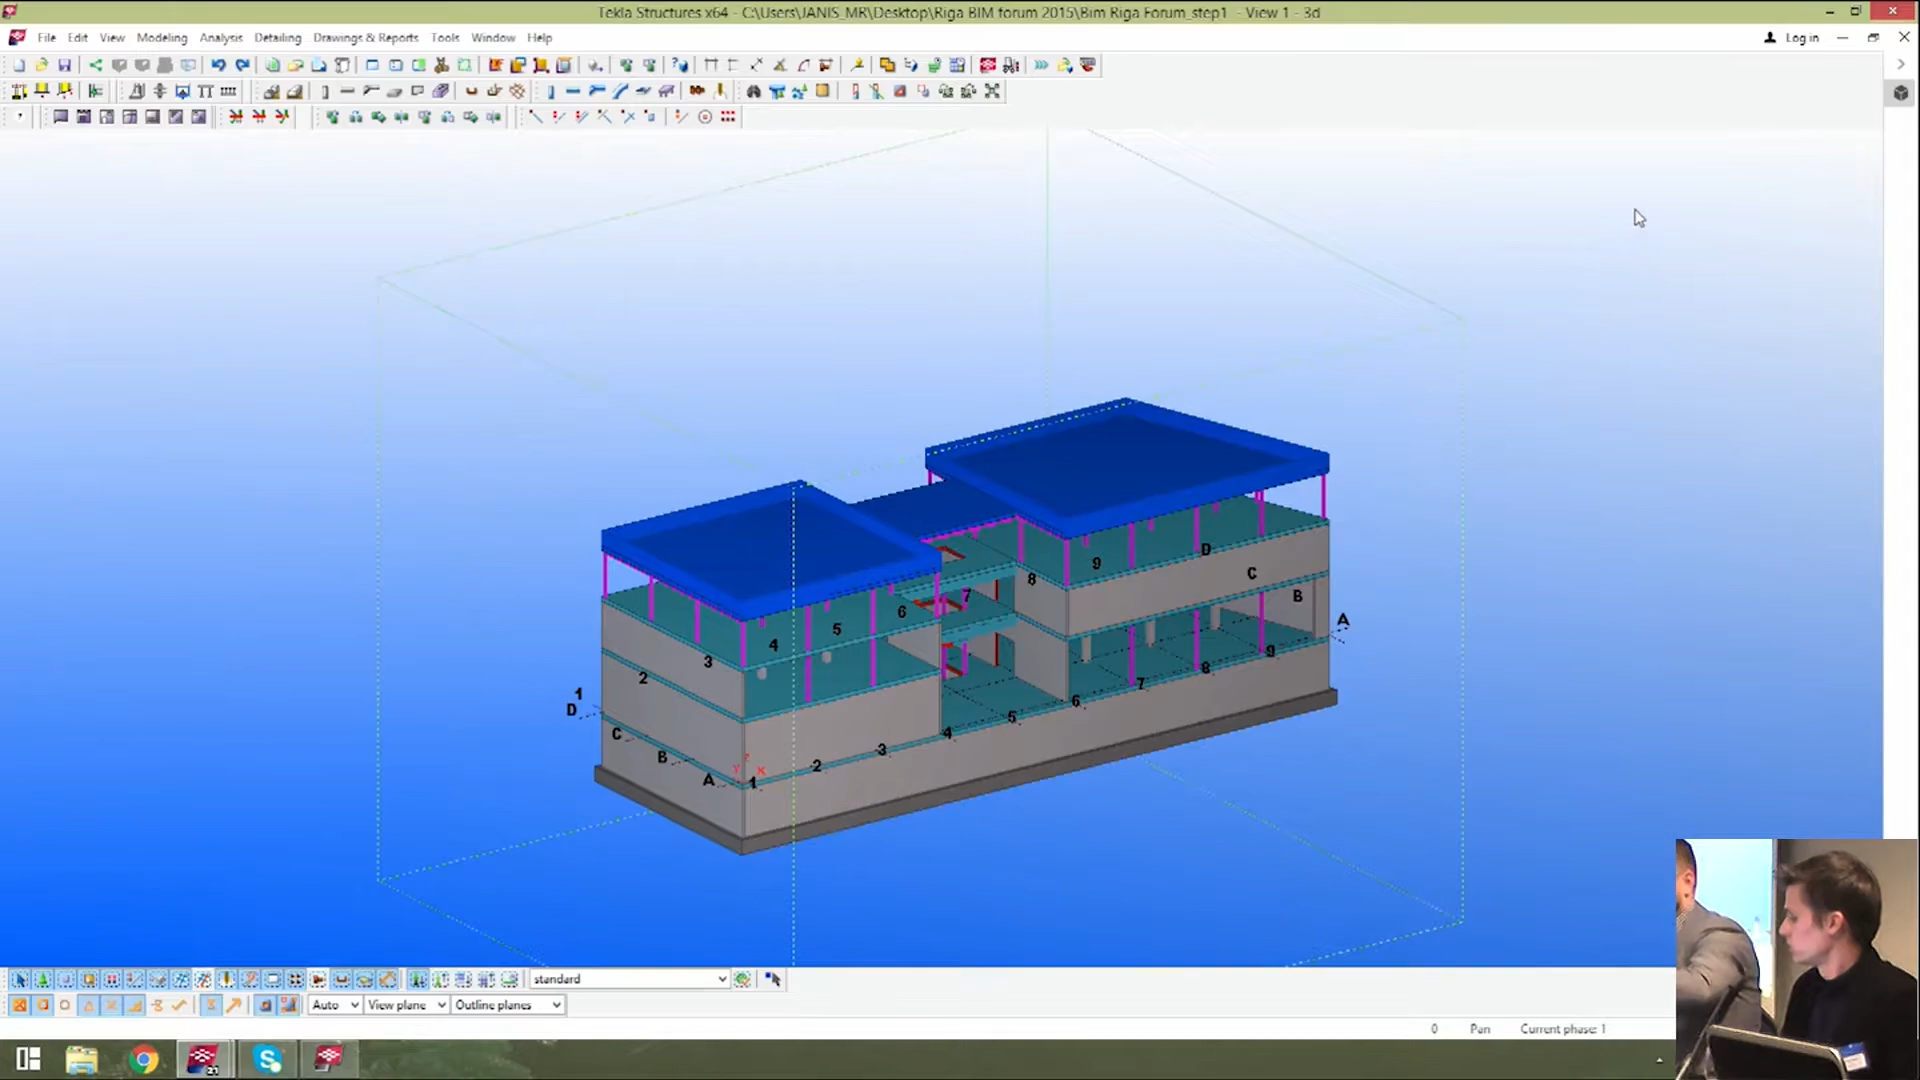 Tekla Structures x64 - C:\Users\JANIS_MR\Desktop\Riga BIM forum 2015\Bim Riga Forum_step1 - View 1 - 3d
File Edit View Modeling Analysis Detailing Drawings & Reports Tools Window Help
Log in
D
9
C
8
B
7
6
A
5
4
3
9
2
8
7
1
6
D
5
C
4
3
B
2
A
1
Y Z X
standard
Auto
View plane
Outline planes
0 Pan Current phase: 1
21